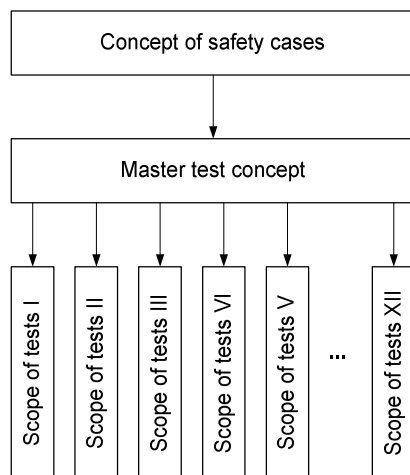 Concept of safety cases
Master test concept
Scope of tests I
Scope of tests II
Scope of tests III
Scope of tests VI
Scope of tests V
...
Scope of tests XII